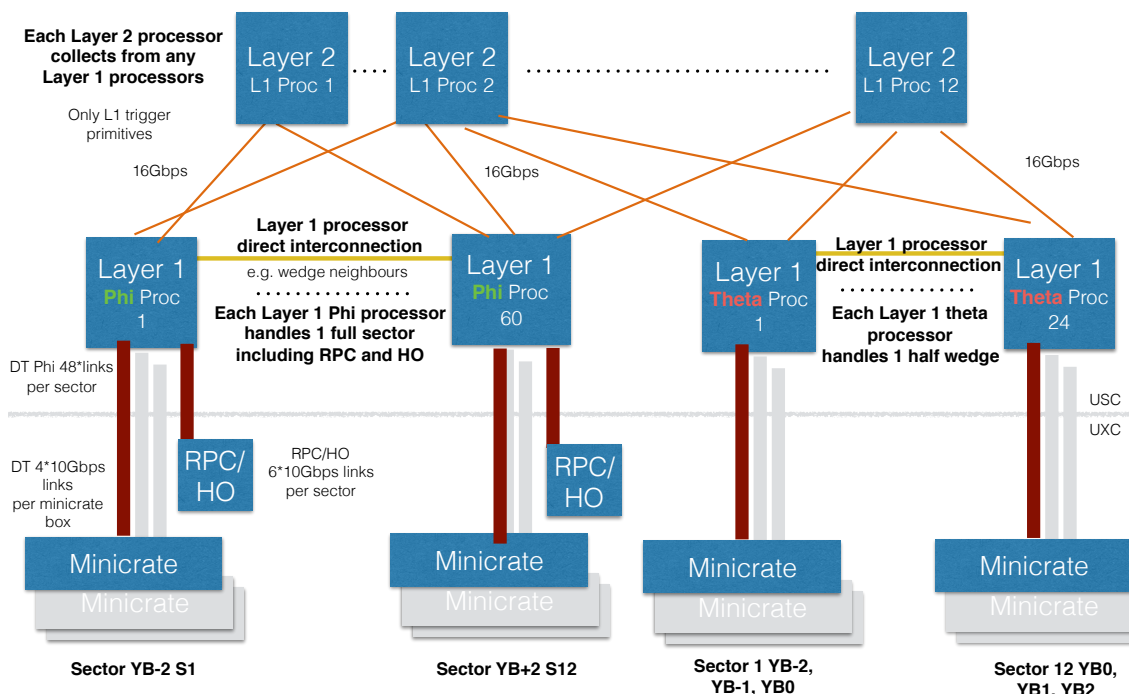 Each Layer 2 processor
collects from any
Layer 1 processors
Only L1 trigger
primitives
Layer 2
L1 Proc 1
Layer 2
L1 Proc 2
Layer 2
L1 Proc 12
16Gbps
16Gbps
16Gbps
Layer 1
Phi Proc
1
Layer 1 processor
direct interconnection
e.g. wedge neighbours
Each Layer 1 Phi processor
handles 1 full sector
including RPC and HO
Layer 1
Phi Proc
60
Layer 1
Theta Proc
1
Layer 1 processor
direct interconnection
Each Layer 1 theta
processor
handles 1 half wedge
Layer 1
Theta Proc
24
DT Phi 48*links
per sector
USC
UXC
DT 4*10Gbps
links
per minicrate
box
RPC/
HO
RPC/HO
6*10Gbps links
per sector
RPC/
HO
Minicrate
Minicrate
Minicrate
Minicrate
Minicrate
Minicrate
Minicrate
Minicrate
Sector YB-2 S1
Sector YB+2 S12
Sector 1 YB-2,
YB-1, YB0
Sector 12 YB0,
YB1, YB2